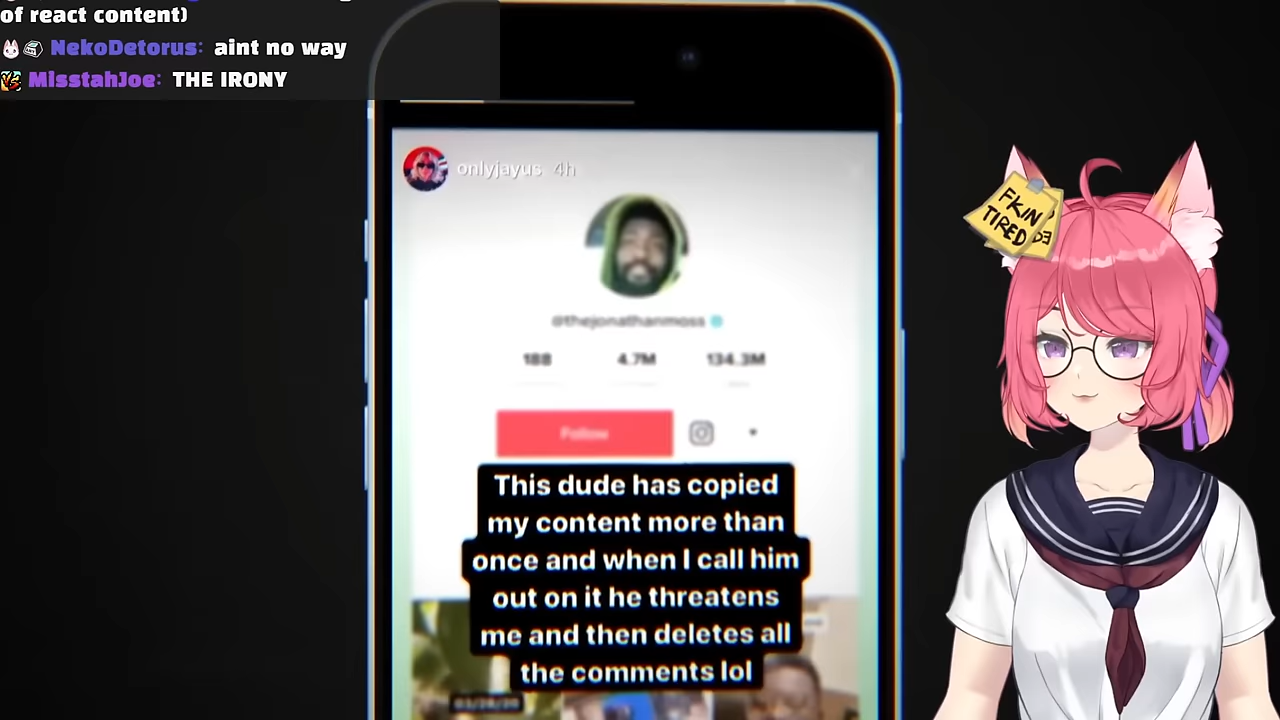 of react content)
NekoDetorus: aint no way
MisstahJoe: THE IRONY
onlyjayus 4h
@thejonathanmoss
188 4.7M 134.3M
Follow
This dude has copied
my content more than
once and when I call him
out on it he threatens
me and then deletes all
the comments lol
FKIN
TIRED